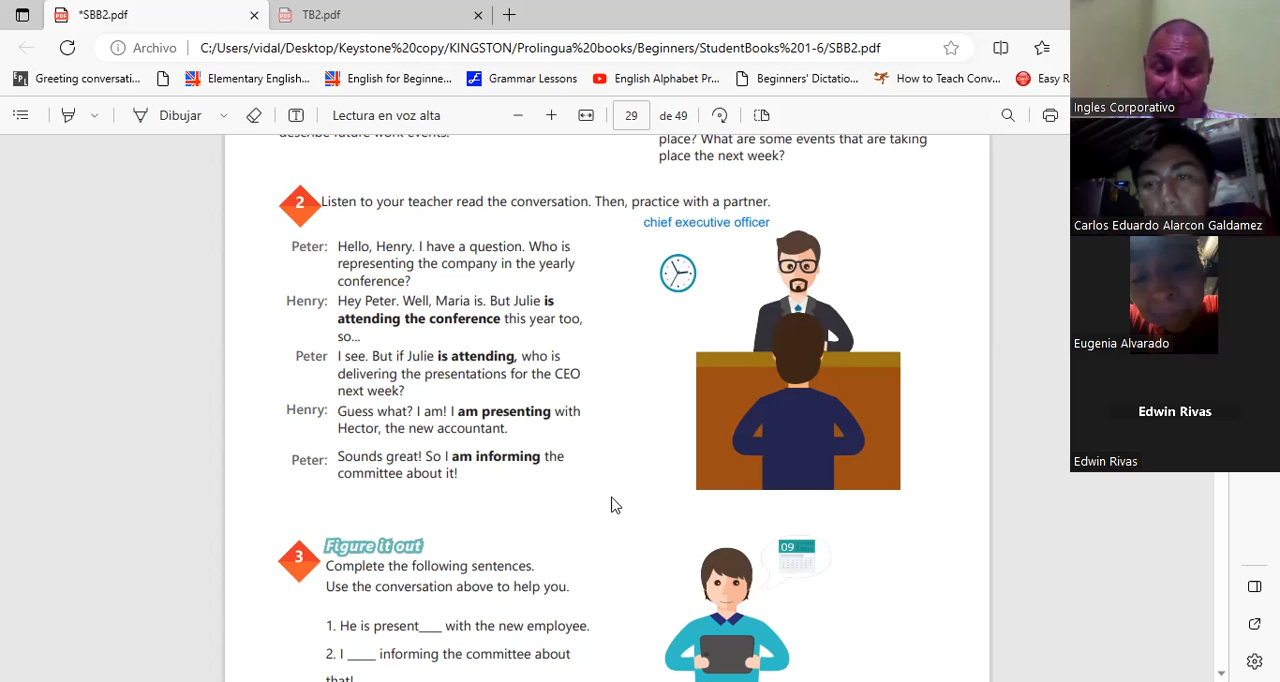 *SBB2.pdf
TB2.pdf
Archivo
C:/Users/vidal/Desktop/Keystone%20copy/KINGSTON/Prolingua%20books/Beginners/StudentBooks%201-6/SBB2.pdf
Greeting conversati...
Elementary English...
English for Beginne...
Grammar Lessons
English Alphabet Pr...
Beginners' Dictatio...
How to Teach Conv...
Easy R
Dibujar
Lectura en voz alta
29
de 49
describe future work events.
place? What are some events that are taking
place the next week?
2
Listen to your teacher read the conversation. Then, practice with a partner.
chief executive officer
Peter: Hello, Henry. I have a question. Who is
representing the company in the yearly
conference?
Henry: Hey Peter. Well, Maria is. But Julie is
attending the conference this year too,
so...
Peter I see. But if Julie is attending, who is
delivering the presentations for the CEO
next week?
Henry: Guess what? I am! I am presenting with
Hector, the new accountant.
Peter: Sounds great! So I am informing the
committee about it!
3
Figure it out
Complete the following sentences.
Use the conversation above to help you.
1. He is present___ with the new employee.
2. I ____ informing the committee about
that!
09
Ingles Corporativo
Carlos Eduardo Alarcon Galdamez
Eugenia Alvarado
Edwin Rivas
Edwin Rivas